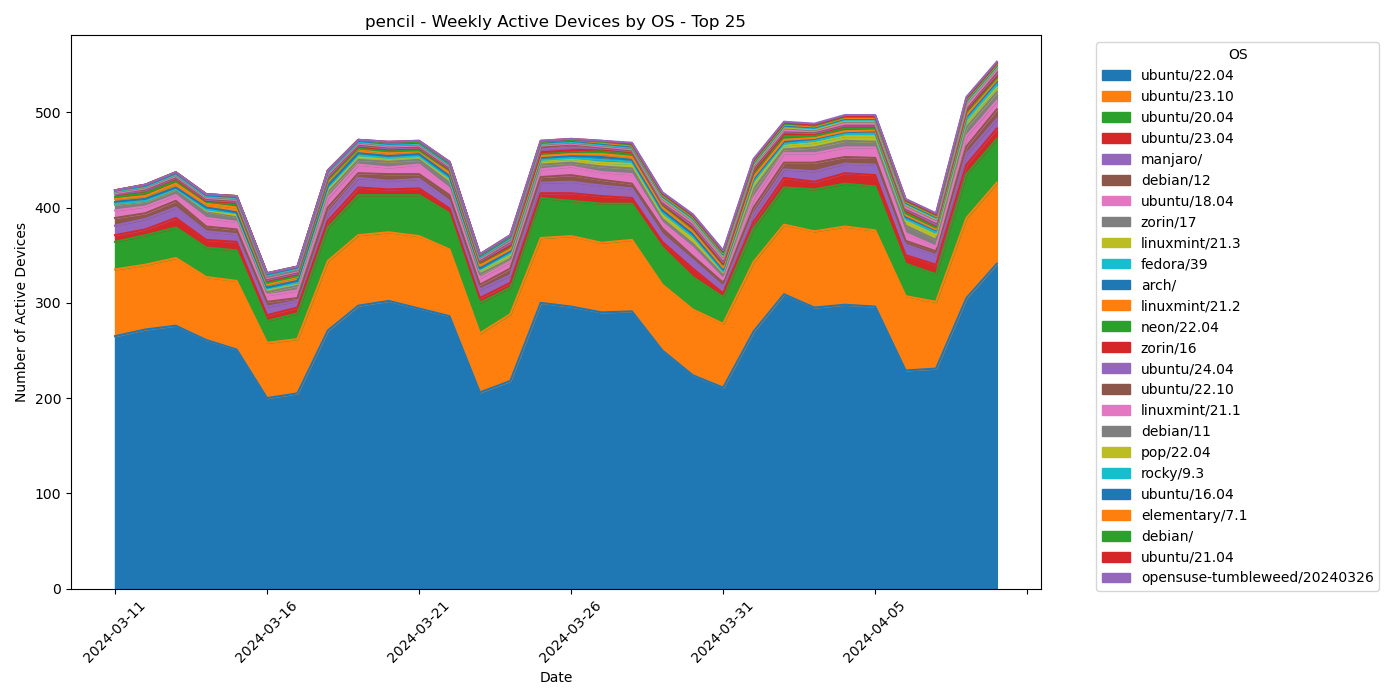 pencil - Weekly Active Devices by OS - Top 25
Number of Active Devices
500
400
300
200
100
0
2024-03-11
2024-03-16
2024-03-21
2024-03-26
2024-03-31
2024-04-05
Date
OS
ubuntu/22.04
ubuntu/23.10
ubuntu/20.04
ubuntu/23.04
manjaro/
debian/12
ubuntu/18.04
zorin/17
linuxmint/21.3
fedora/39
arch/
linuxmint/21.2
neon/22.04
zorin/16
ubuntu/24.04
ubuntu/22.10
linuxmint/21.1
debian/11
pop/22.04
rocky/9.3
ubuntu/16.04
elementary/7.1
debian/
ubuntu/21.04
opensuse-tumbleweed/20240326